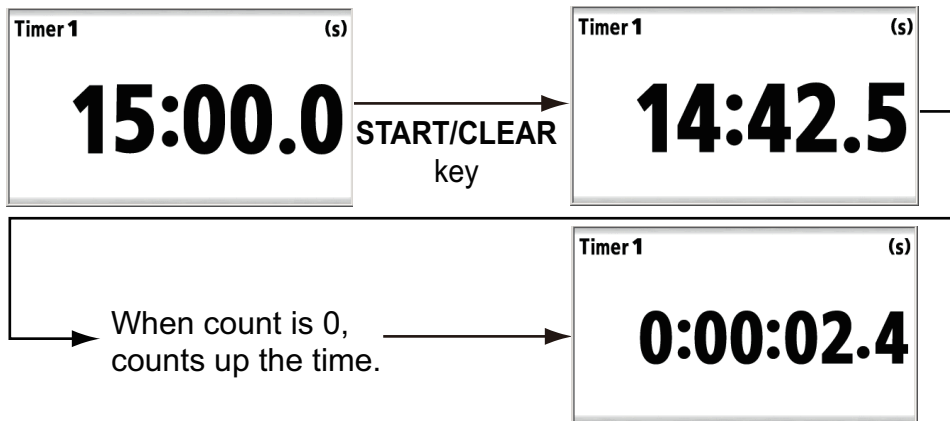 Timer 1 (s)
15:00.0
START/CLEAR
key
Timer 1 (s)
14:42.5
When count is 0,
counts up the time.
Timer 1 (s)
0:00:02.4